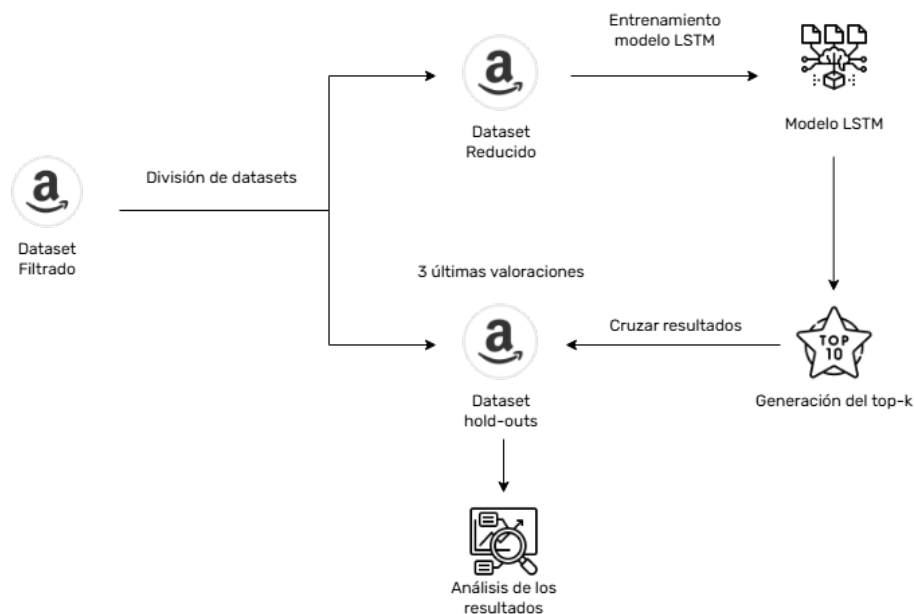 Entrenamiento
modelo LSTM
a
Dataset
Reducido
Modelo LSTM
División de datasets
a
Dataset
Filtrado
3 últimas valoraciones
a
Dataset
hold-outs
Cruzar resultados
TOP
10
Generación del top-k
Análisis de los
resultados